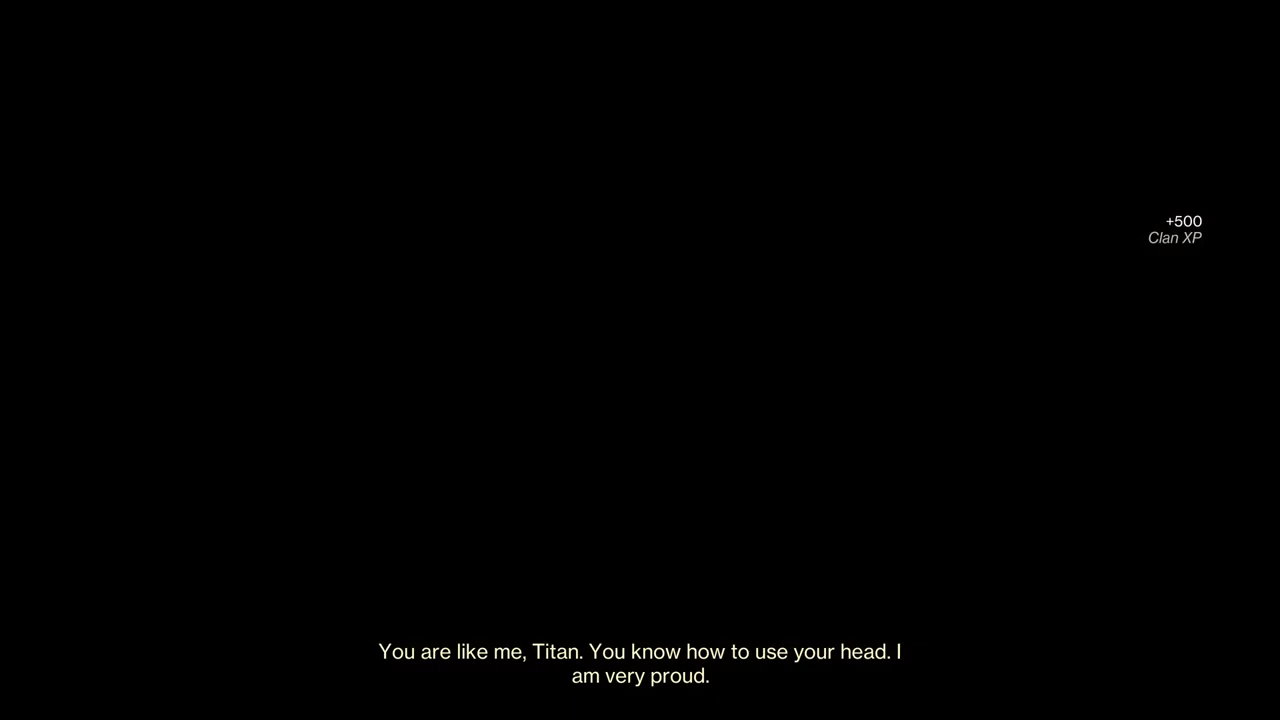 +500
Clan XP
You are like me, Titan. You know how to use your head. I
am very proud.